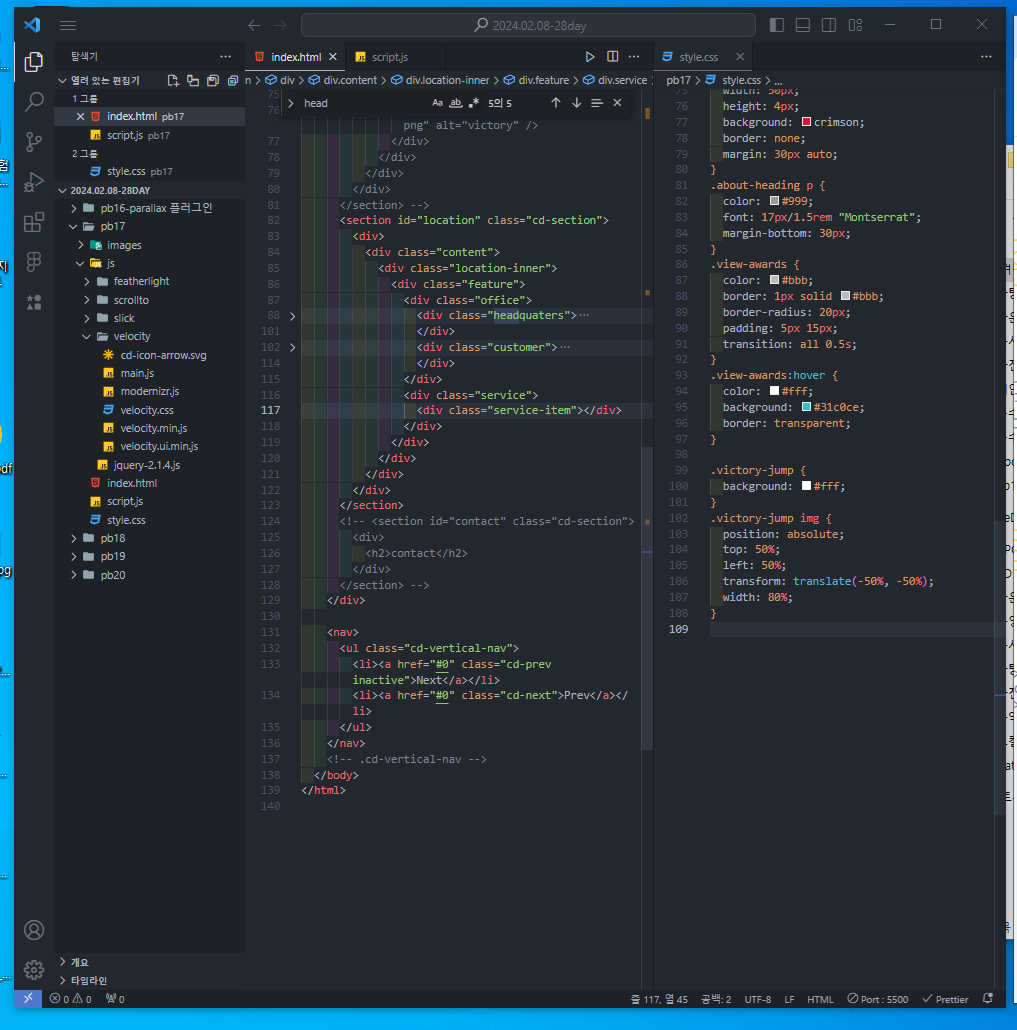 2024.02.08-28day
탐색기
index.html
script.js
style.css
열려 있는 편집기
n > div > div.content > div.location-inner > div.feature > div.service
pb17 > style.css > ...
1그룹
index.html pb17
script.js pb17
2그룹
style.css pb17
2024.02.08-28DAY
pb16-parallax 플러그인
pb17
images
js
featherlight
scrollto
slick
velocity
cd-icon-arrow.svg
main.js
modernizr.js
velocity.css
velocity.min.js
velocity.ui.min.js
jquery-2.1.4.js
index.html
script.js
style.css
pb18
pb19
pb20
개요
타임라인
head
Aa ab .* 5의 5
75
76
png" alt="victory" />
77 </div>
78 </div>
79 </div>
80 </div>
81 </section> -->
82 <section id="location" class="cd-section">
83 <div>
84 <div class="content">
85 <div class="location-inner">
86 <div class="feature">
87 <div class="office">
88 <div class="headquaters">…
101 </div>
102 <div class="customer">…
114 </div>
115 </div>
116 <div class="service">
117 <div class="service-item"></div>
118 </div>
119 </div>
120 </div>
121 </div>
122 </div>
123 </section>
124 <!-- <section id="contact" class="cd-section">
125 <div>
126 <h2>contact</h2>
127 </div>
128 </section> -->
129 </div>
130
131 <nav>
132 <ul class="cd-vertical-nav">
133 <li><a href="#0" class="cd-prev
inactive">Next</a></li>
134 <li><a href="#0" class="cd-next">Prev</a></
li>
135 </ul>
136 </nav>
137 <!-- .cd-vertical-nav -->
138 </body>
139 </html>
140
75 width: 50px;
76 height: 4px;
77 background: crimson;
78 border: none;
79 margin: 30px auto;
80 }
81 .about-heading p {
82 color: #999;
83 font: 17px/1.5rem "Montserrat";
84 margin-bottom: 30px;
85 }
86 .view-awards {
87 color: #bbb;
88 border: 1px solid #bbb;
89 border-radius: 20px;
90 padding: 5px 15px;
91 transition: all 0.5s;
92 }
93 .view-awards:hover {
94 color: #fff;
95 background: #31c0ce;
96 border: transparent;
97 }
98
99 .victory-jump {
100 background: #fff;
101 }
102 .victory-jump img {
103 position: absolute;
104 top: 50%;
105 left: 50%;
106 transform: translate(-50%, -50%);
107 width: 80%;
108 }
109
0 0 0
줄 117, 열 45 공백: 2 UTF-8 LF HTML Port : 5500 Prettier